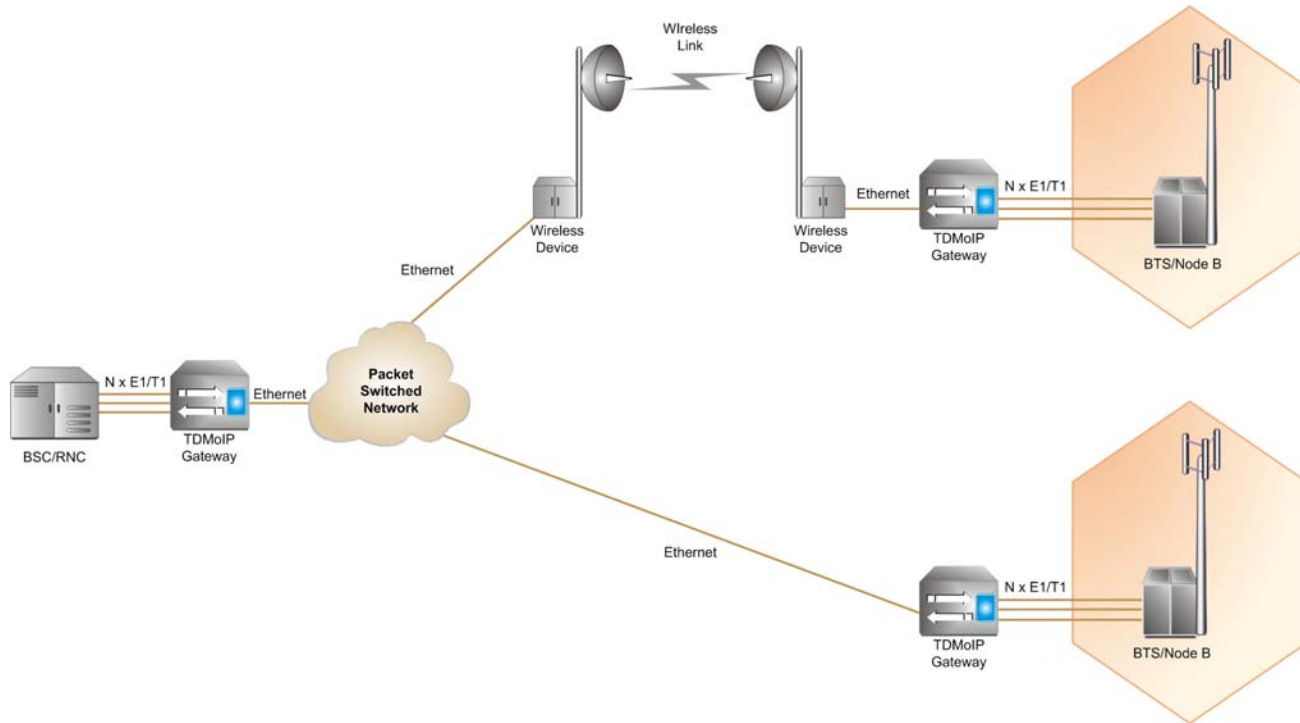 WIreless
Link
Ethernet
N x E1/T1
Wireless
Device
Wireless
Device
TDMoIP
Gateway
BTS/Node B
Ethernet
Packet
Switched
Network
N x E1/T1
Ethernet
TDMoIP
Gateway
BSC/RNC
Ethernet
N x E1/T1
TDMoIP
Gateway
BTS/Node B